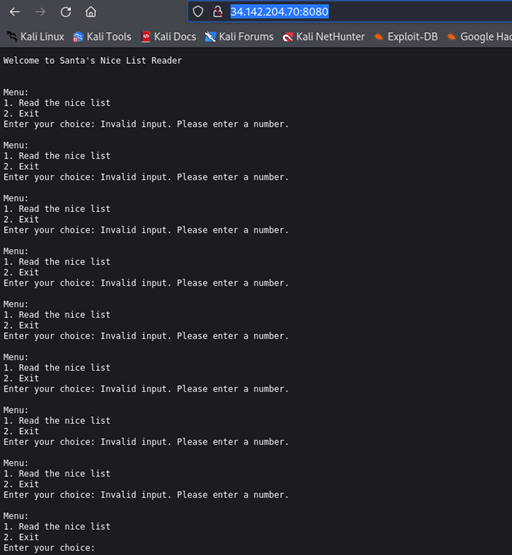 34.142.204.70:8080
Kali Linux Kali Tools Kali Docs Kali Forums Kali NetHunter Exploit-DB Google Hac
Welcome to Santa's Nice List Reader
Menu:
1. Read the nice list
2. Exit
Enter your choice: Invalid input. Please enter a number.
Menu:
1. Read the nice list
2. Exit
Enter your choice: Invalid input. Please enter a number.
Menu:
1. Read the nice list
2. Exit
Enter your choice: Invalid input. Please enter a number.
Menu:
1. Read the nice list
2. Exit
Enter your choice: Invalid input. Please enter a number.
Menu:
1. Read the nice list
2. Exit
Enter your choice: Invalid input. Please enter a number.
Menu:
1. Read the nice list
2. Exit
Enter your choice: Invalid input. Please enter a number.
Menu:
1. Read the nice list
2. Exit
Enter your choice: Invalid input. Please enter a number.
Menu:
1. Read the nice list
2. Exit
Enter your choice: Invalid input. Please enter a number.
Menu:
1. Read the nice list
2. Exit
Enter your choice: